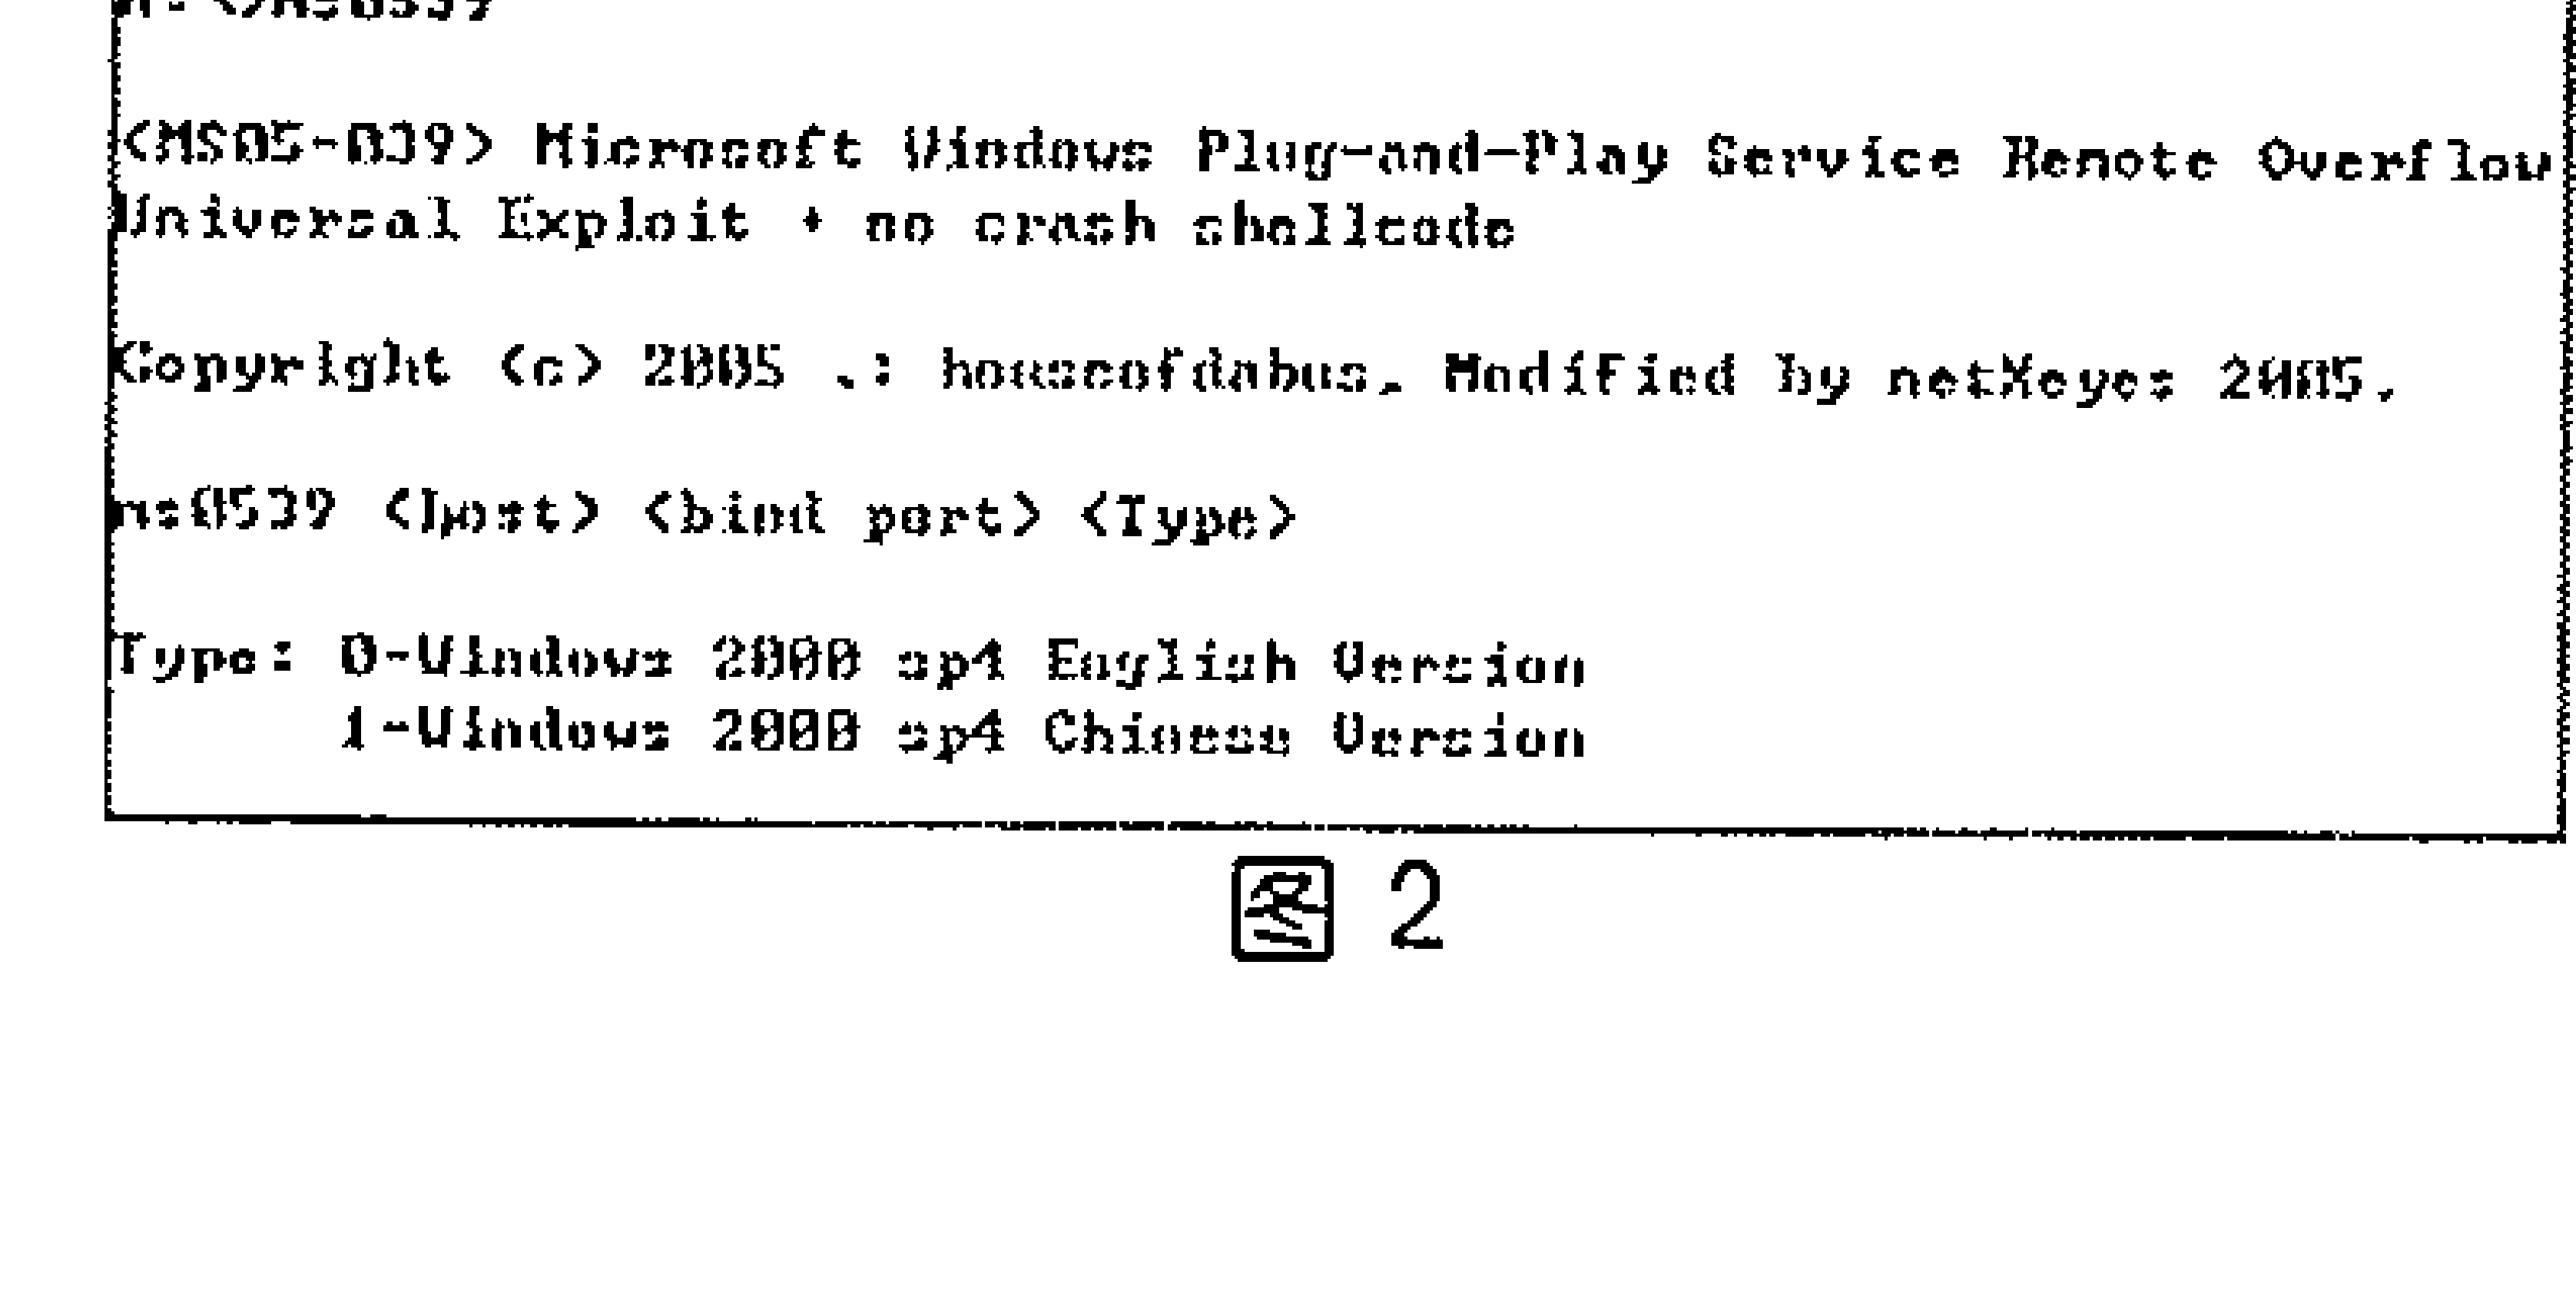 <MS05-039> Microsoft Windows Plug-and-Play Service Remote Overflow
Universal Exploit + no crash shellcode
Copyright (c) 2005 .: houseofdabus. Modified by netXeyes 2005.
ms0539 <host> <bind port> <Type>
Type: 0-Windows 2000 sp4 English Version
1-Windows 2000 sp4 Chinese Version
图 2